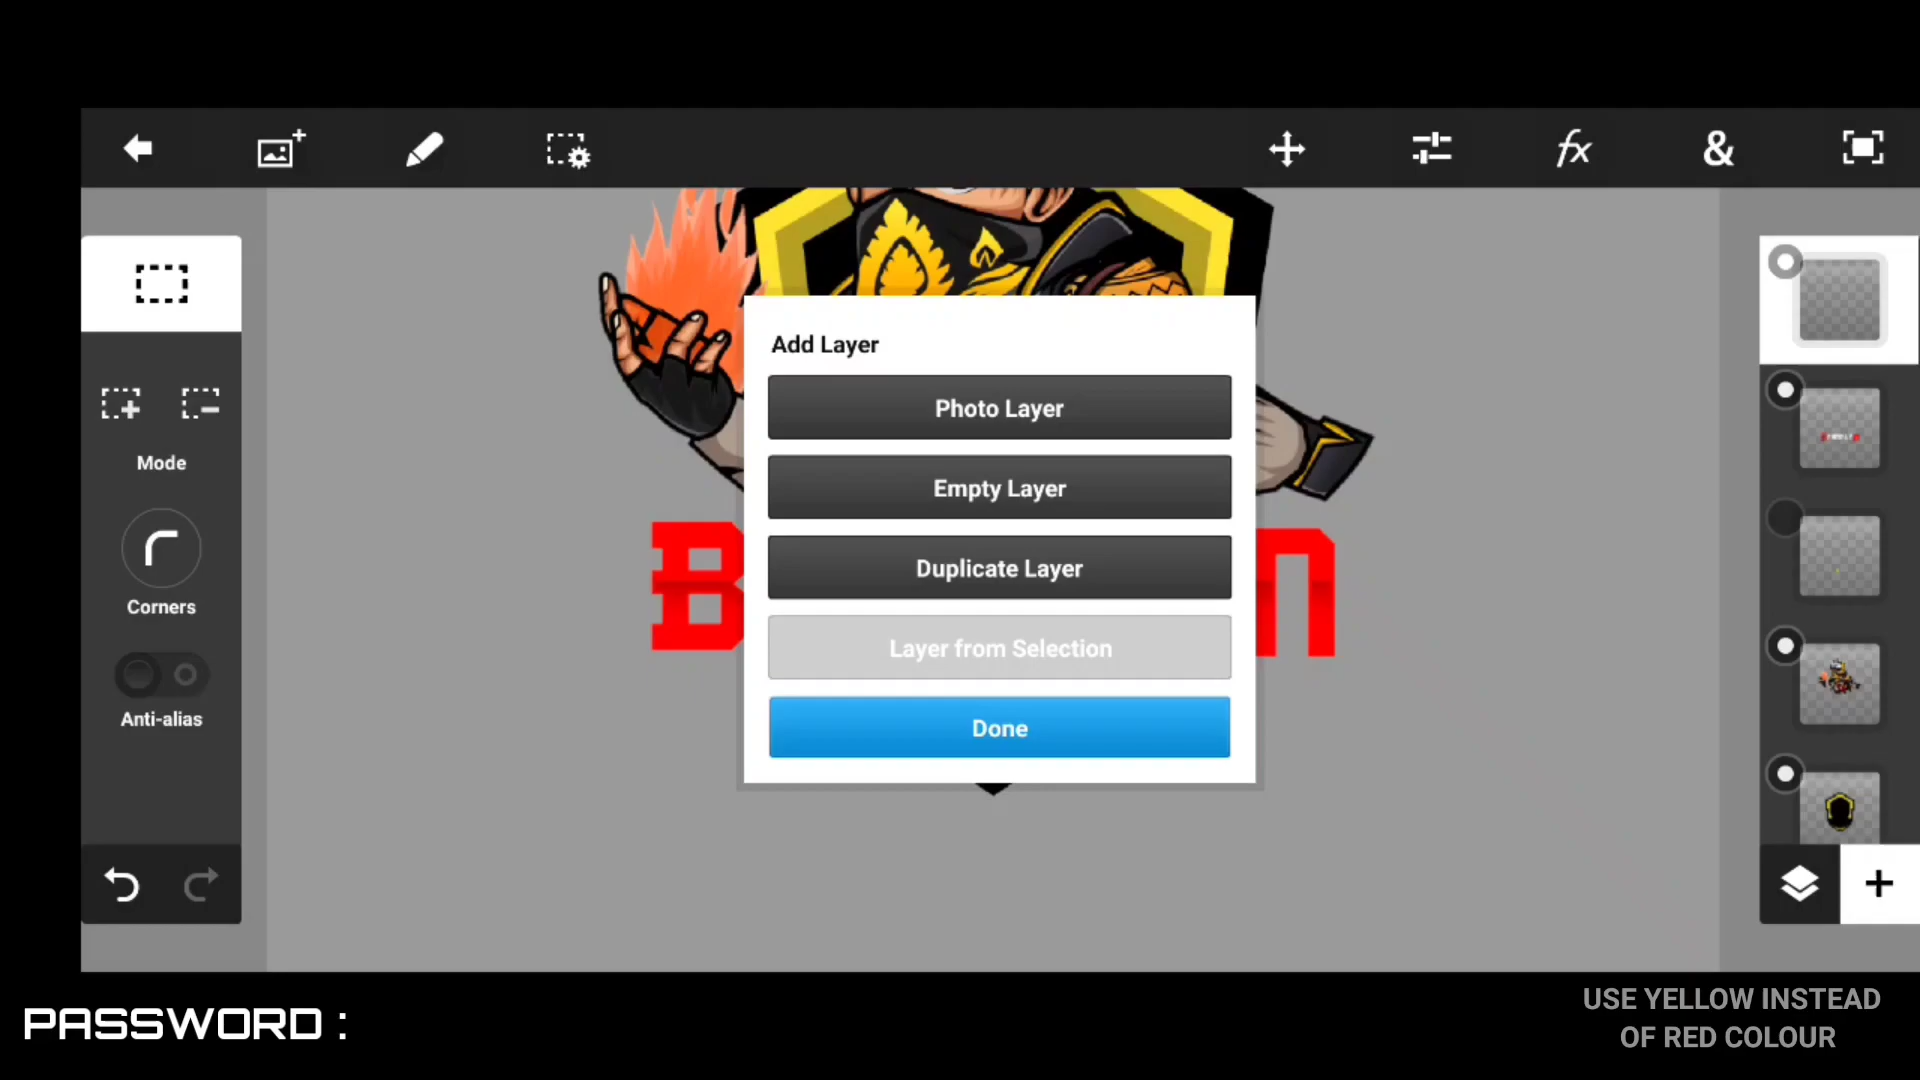 fx
&
Mode
Corners
Anti-alias
Add Layer
Photo Layer
Empty Layer
Duplicate Layer
Layer from Selection
Done
PASSWORD :
USE YELLOW INSTEAD
OF RED COLOUR